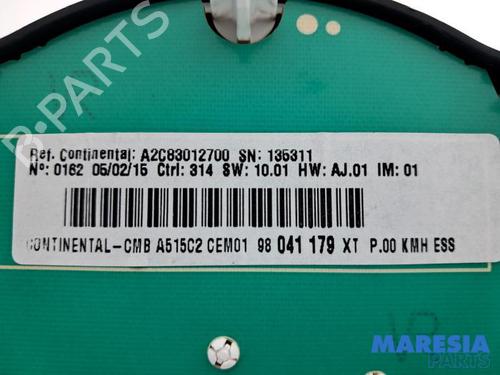 Ref. Continental: A2C83012700 SN: 135311
Nº: 0162 05/02/15 Ctrl: 314 SW: 10.01 HW: AJ.01 IM: 01
CONTINENTAL-CMB A515C2 CEM01 98 041 179 XT P.00 KMH ESS
MARESIA
PARTS